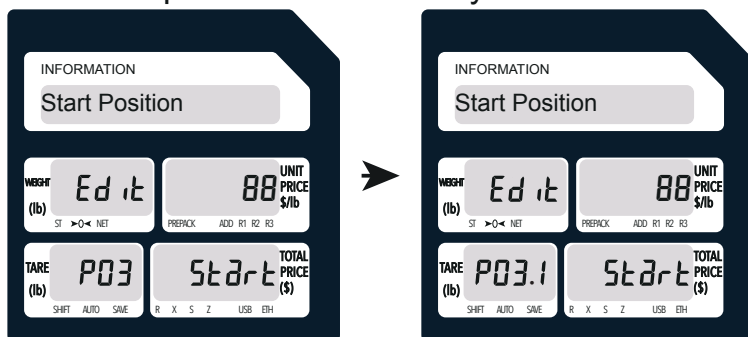 INFORMATION
Start Position
WEIGHT (lb) Edit 88 UNIT PRICE $/lb
ST >0< NET PREPACK ADD R1 R2 R3
TARE (lb) P03 StArt TOTAL PRICE ($)
SHIFT AUTO SAVE R X S Z USB ETH
INFORMATION
Start Position
WEIGHT (lb) Edit 88 UNIT PRICE $/lb
ST >0< NET PREPACK ADD R1 R2 R3
TARE (lb) P03.1 StArt TOTAL PRICE ($)
SHIFT AUTO SAVE R X S Z USB ETH